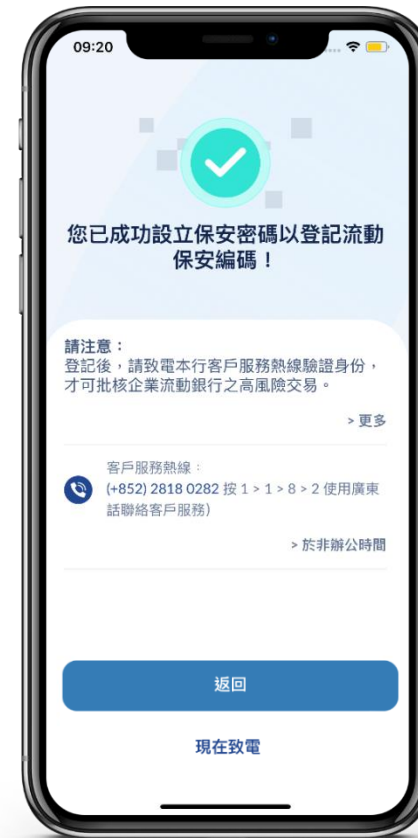 09:20
您已成功設立保安密碼以登記流動
保安編碼！
請注意：
登記後，請致電本行客戶服務熱線驗證身份，
才可批核企業流動銀行之高風險交易。
> 更多
客戶服務熱線：
(+852) 2818 0282 按 1 > 1 > 8 > 2 使用廣東
話聯絡客戶服務)
> 於非辦公時間
返回
現在致電